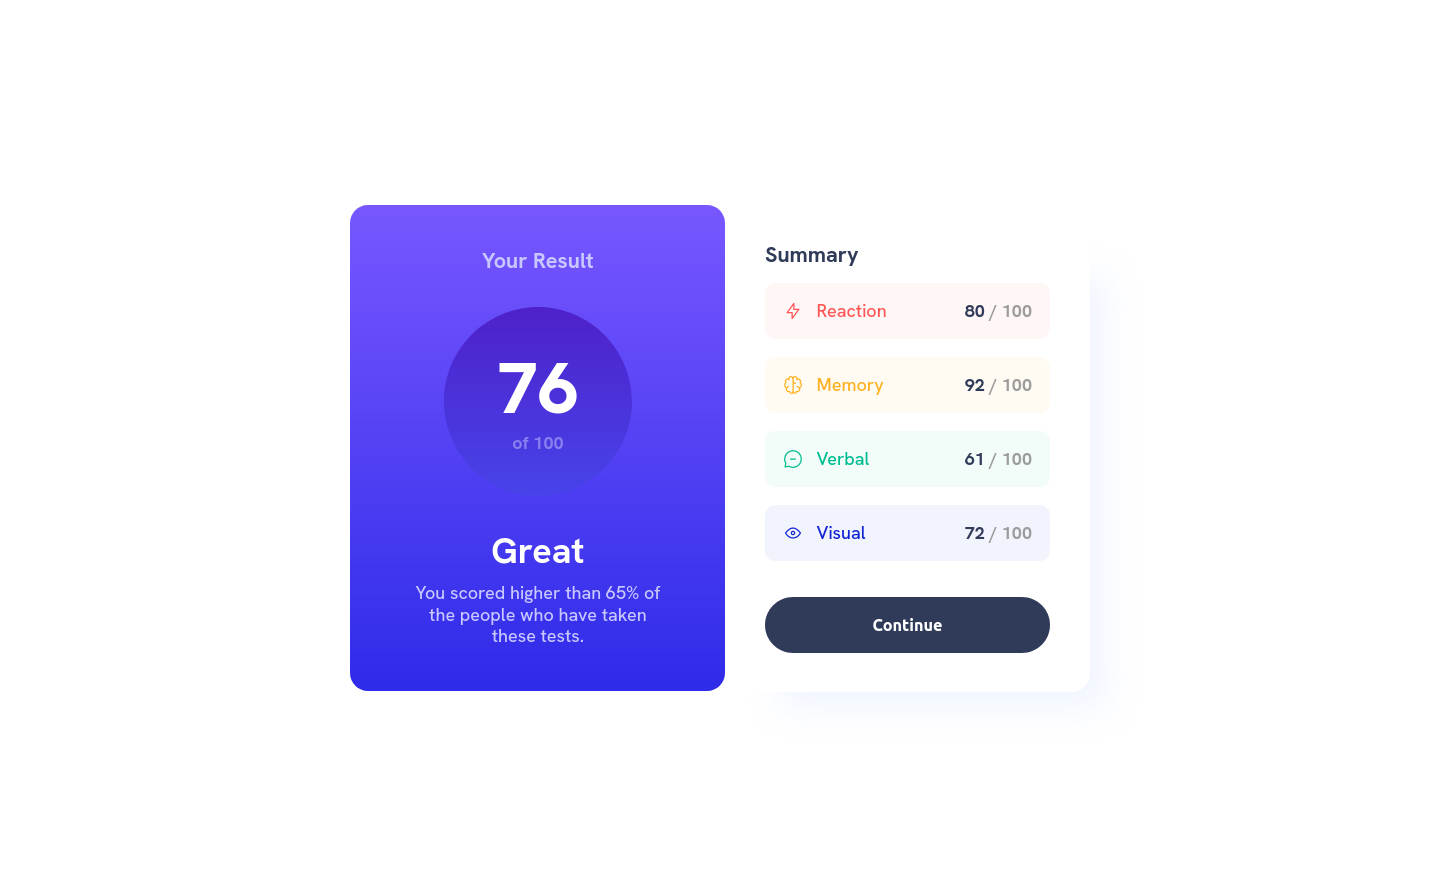 Your Result
76
of 100
Great
You scored higher than 65% of
the people who have taken
these tests.
Summary
Reaction 80 / 100
Memory 92 / 100
Verbal 61 / 100
Visual 72 / 100
Continue